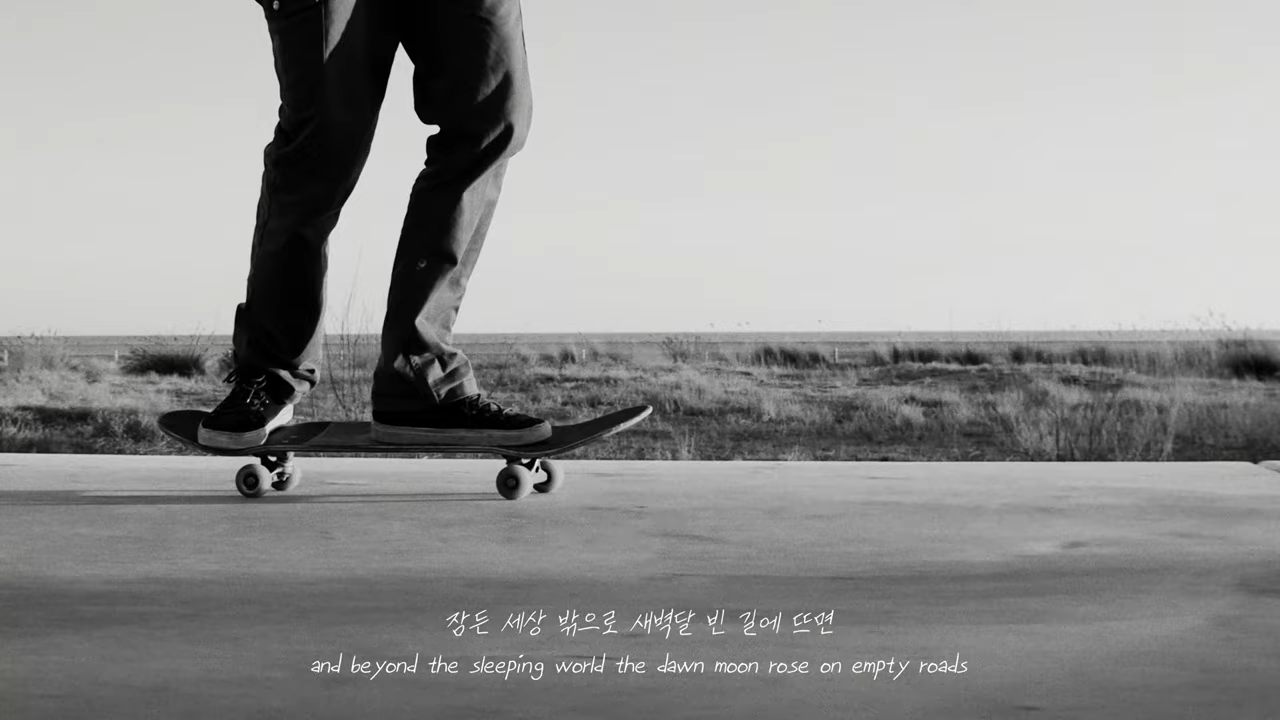 잠든 세상 밖으로 새벽달 빈 길에 뜨면
and beyond the sleeping world the dawn moon rose on empty roads